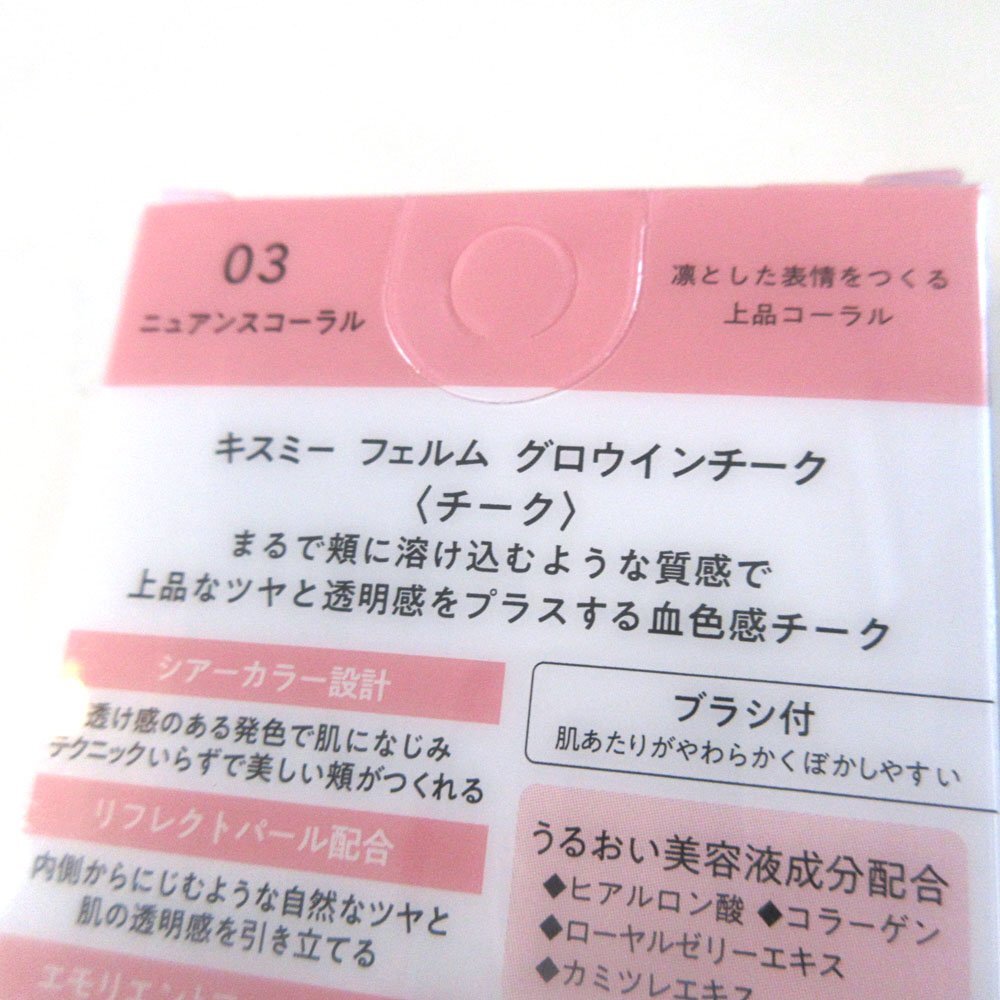 03
ニュアンスコーラル
凛とした表情をつくる
上品コーラル
キスミー フェルム グロウインチーク
〈チーク〉
まるで頬に溶け込むような質感で
上品なツヤと透明感をプラスする血色感チーク
シアーカラー設計
透け感のある発色で肌になじみ
テクニックいらずで美しい頬がつくれる
リフレクトパール配合
内側からにじむような自然なツヤと
肌の透明感を引き立てる
ブラシ付
肌あたりがやわらかくぼかしやすい
うるおい美容液成分配合
◆ヒアルロン酸 ◆コラーゲン
◆ローヤルゼリーエキス
◆カミツレエキス